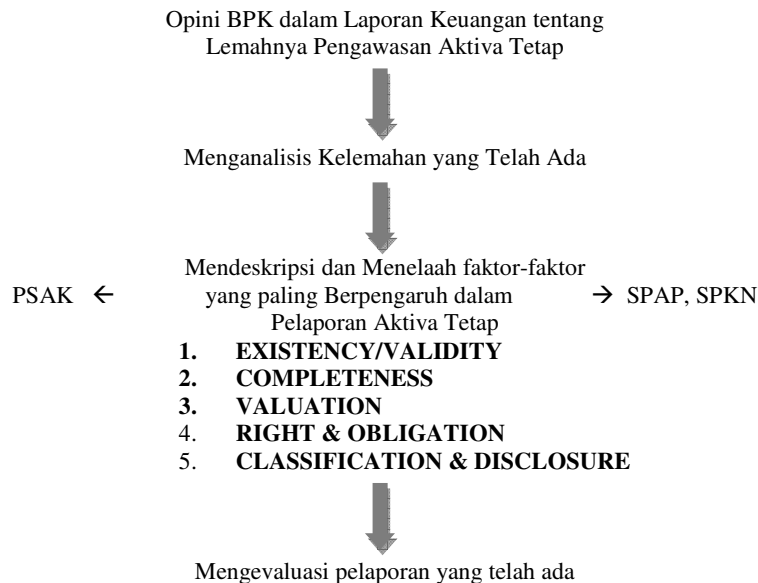 Opini BPK dalam Laporan Keuangan tentang
Lemahnya Pengawasan Aktiva Tetap
Menganalisis Kelemahan yang Telah Ada
Mendeskripsi dan Menelaah faktor-faktor
PSAK ← yang paling Berpengaruh dalam → SPAP, SPKN
Pelaporan Aktiva Tetap
1. EXISTENCY/VALIDITY
2. COMPLETENESS
3. VALUATION
4. RIGHT & OBLIGATION
5. CLASSIFICATION & DISCLOSURE
Mengevaluasi pelaporan yang telah ada